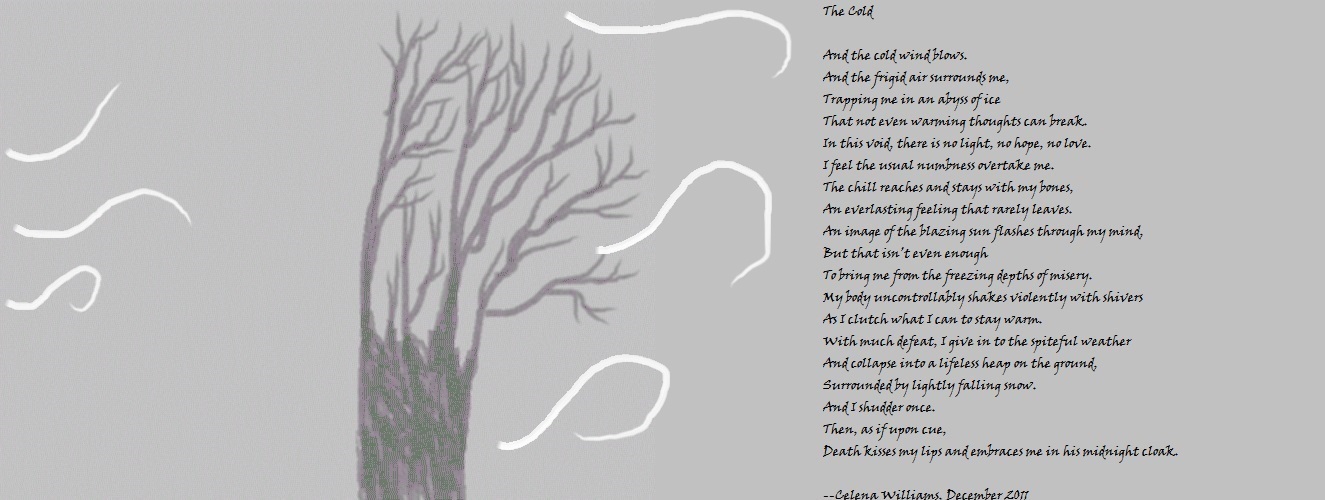 The Cold
And the cold wind blows.
And the frigid air surrounds me,
Trapping me in an abyss of ice
That not even warming thoughts can break.
In this void, there is no light, no hope, no love.
I feel the usual numbness overtake me.
The chill reaches and stays with my bones,
An everlasting feeling that rarely leaves.
An image of the blazing sun flashes through my mind,
But that isn't even enough
To bring me from the freezing depths of misery.
My body uncontrollably shakes violently with shivers
As I clutch what I can to stay warm.
With much defeat, I give in to the spiteful weather
And collapse into a lifeless heap on the ground,
Surrounded by lightly falling snow.
And I shudder once.
Then, as if upon cue,
Death kisses my lips and embraces me in his midnight cloak.
--Celena Williams, December 2011